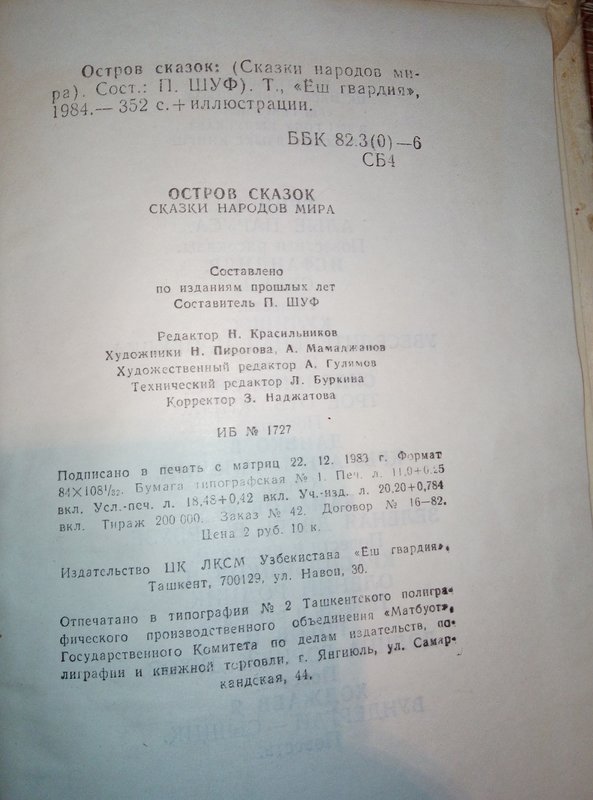 Остров сказок: (Сказки народов ми-
ра). Сост.: П. ШУФ). Т., «Еш гвардия»,
1984.— 352 с. + иллюстрации.
ББК 82.3(0)—6
СБ4
ОСТРОВ СКАЗОК
СКАЗКИ НАРОДОВ МИРА
Составлено
по изданиям прошлых лет
Составитель П. ШУФ
Редактор Н. Красильников
Художники Н. Пирогова, А. Мамаджанов
Художественный редактор А. Гулямов
Технический редактор Л. Буркина
Корректор З. Наджатова
ИБ № 1727
Подписано в печать с матриц 22. 12. 1983 г. Формат
84×108¹/₃₂. Бумага типографская № 1. Печ. л. 11,0+0,25
вкл. Усл.-печ. л. 18,48+0,42 вкл. Уч.-изд. л. 20,20+0,784
вкл. Тираж 200 000. Заказ № 42. Договор № 16—82.
Цена 2 руб. 10 к.
Издательство ЦК ЛКСМ Узбекистана «Ёш гвардия»,
Ташкент, 700129, ул. Навои, 30.
Отпечатано в типографии № 2 Ташкентского полигра-
фического производственного объединения «Матбуот»,
Государственного Комитета по делам издательств, по-
лиграфии и книжной торговли, г. Янгиюль, ул. Самар-
кандская, 44.